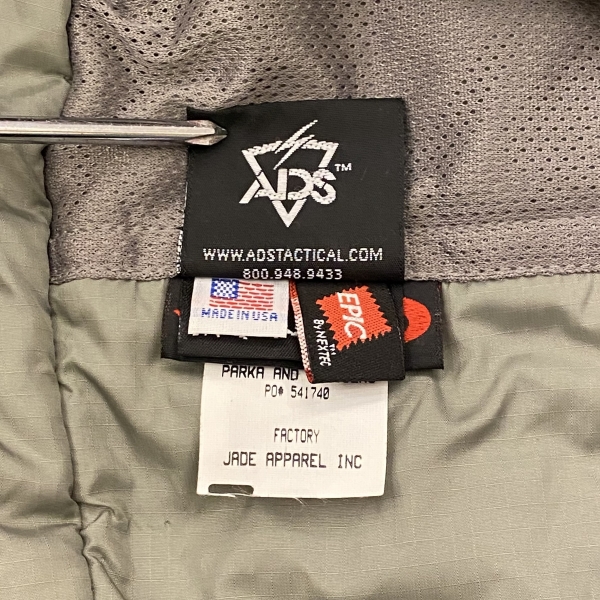 ADS™
WWW.ADSTACTICAL.COM
800.948.9433
MADE IN USA
EPIC™
By NEXTEC
PARKA AND
PO# 541740
FACTORY
JADE APPAREL INC